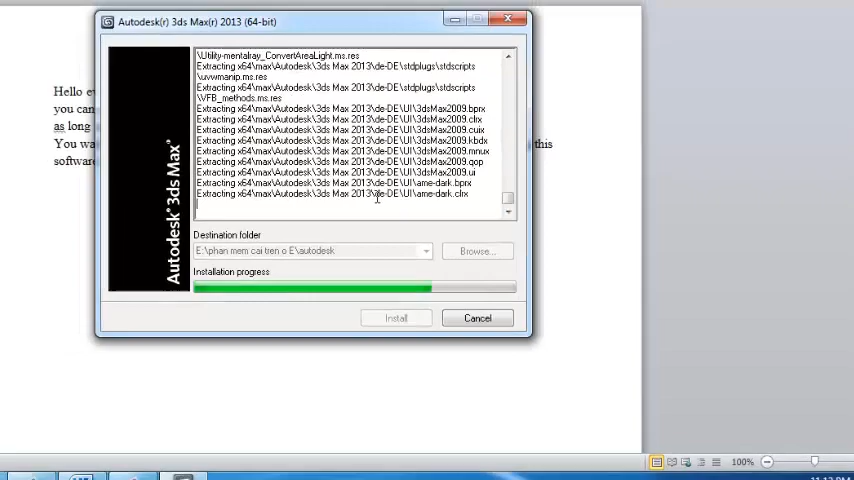 Autodesk(r) 3ds Max(r) 2013 (64-bit)
\Utility-mentalray_ConvertAreaLight.ms.res
Extracting x64\max\Autodesk\3ds Max 2013\de-DE\stdplugs\stdscripts
\uvwmanip.ms.res
Extracting x64\max\Autodesk\3ds Max 2013\de-DE\stdplugs\stdscripts
\VFB_methods.ms.res
Extracting x64\max\Autodesk\3ds Max 2013\de-DE\UI\3dsMax2009.bprx
Extracting x64\max\Autodesk\3ds Max 2013\de-DE\UI\3dsMax2009.clrx
Extracting x64\max\Autodesk\3ds Max 2013\de-DE\UI\3dsMax2009.cuix
Extracting x64\max\Autodesk\3ds Max 2013\de-DE\UI\3dsMax2009.kbdx
Extracting x64\max\Autodesk\3ds Max 2013\de-DE\UI\3dsMax2009.mnux
Extracting x64\max\Autodesk\3ds Max 2013\de-DE\UI\3dsMax2009.qop
Extracting x64\max\Autodesk\3ds Max 2013\de-DE\UI\3dsMax2009.ui
Extracting x64\max\Autodesk\3ds Max 2013\de-DE\UI\ame-dark.bprx
Extracting x64\max\Autodesk\3ds Max 2013\de-DE\UI\ame-dark.clrx
Autodesk® 3ds Max®
Destination folder
E:\phan mem cai tren o E\autodesk
Browse...
Installation progress
Install
Cancel
Hello
you can
as long
You wa
this
software
100%